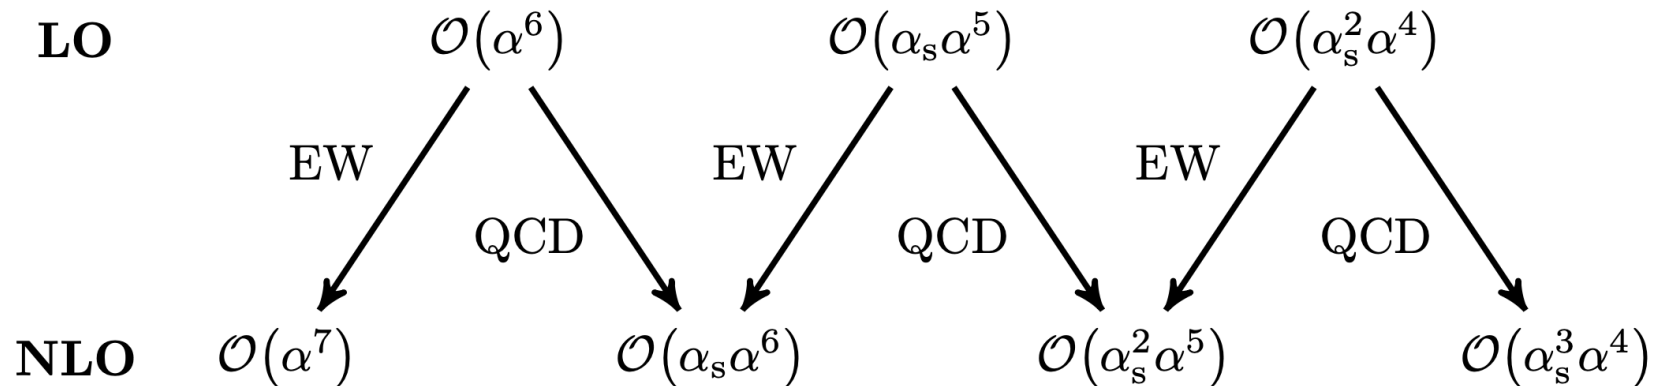 LO 𝒪(α⁶) 𝒪(αₛα⁵) 𝒪(αₛ²α⁴)
EW EW EW
QCD QCD QCD
NLO 𝒪(α⁷) 𝒪(αₛα⁶) 𝒪(αₛ²α⁵) 𝒪(αₛ³α⁴)